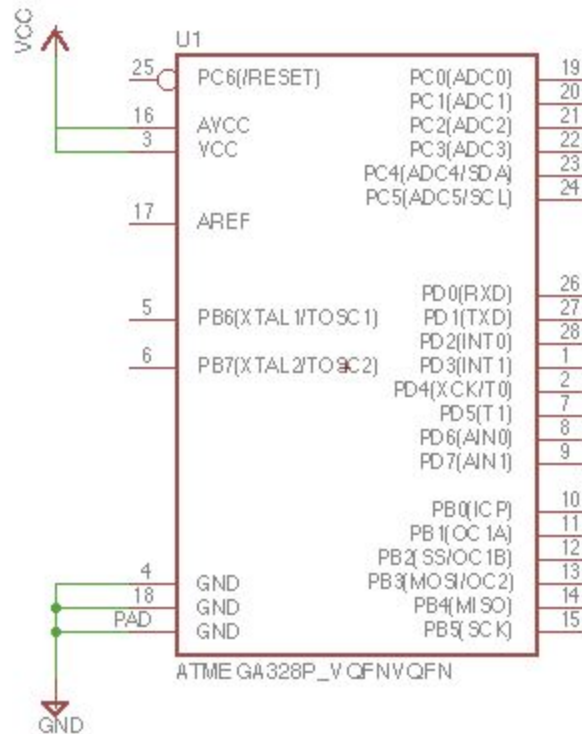 VCC
U1
25 PC6(/RESET) PC0(ADC0) 19
PC1(ADC1) 20
16 AVCC PC2(ADC2) 21
3 VCC PC3(ADC3) 22
PC4(ADC4/SDA) 23
PC5(ADC5/SCL) 24
17 AREF
PD0(RXD) 26
5 PB6(XTAL1/TOSC1) PD1(TXD) 27
PD2(INT0) 28
6 PB7(XTAL2/TOSC2) PD3(INT1) 1
PD4(XCK/T0) 2
PD5(T1) 7
PD6(AIN0) 8
PD7(AIN1) 9
PB0(ICP) 10
PB1(OC1A) 11
PB2(SS/OC1B) 12
4 GND PB3(MOSI/OC2) 13
18 GND PB4(MISO) 14
PAD GND PB5(SCK) 15
ATMEGA328P_VQFNVQFN
GND